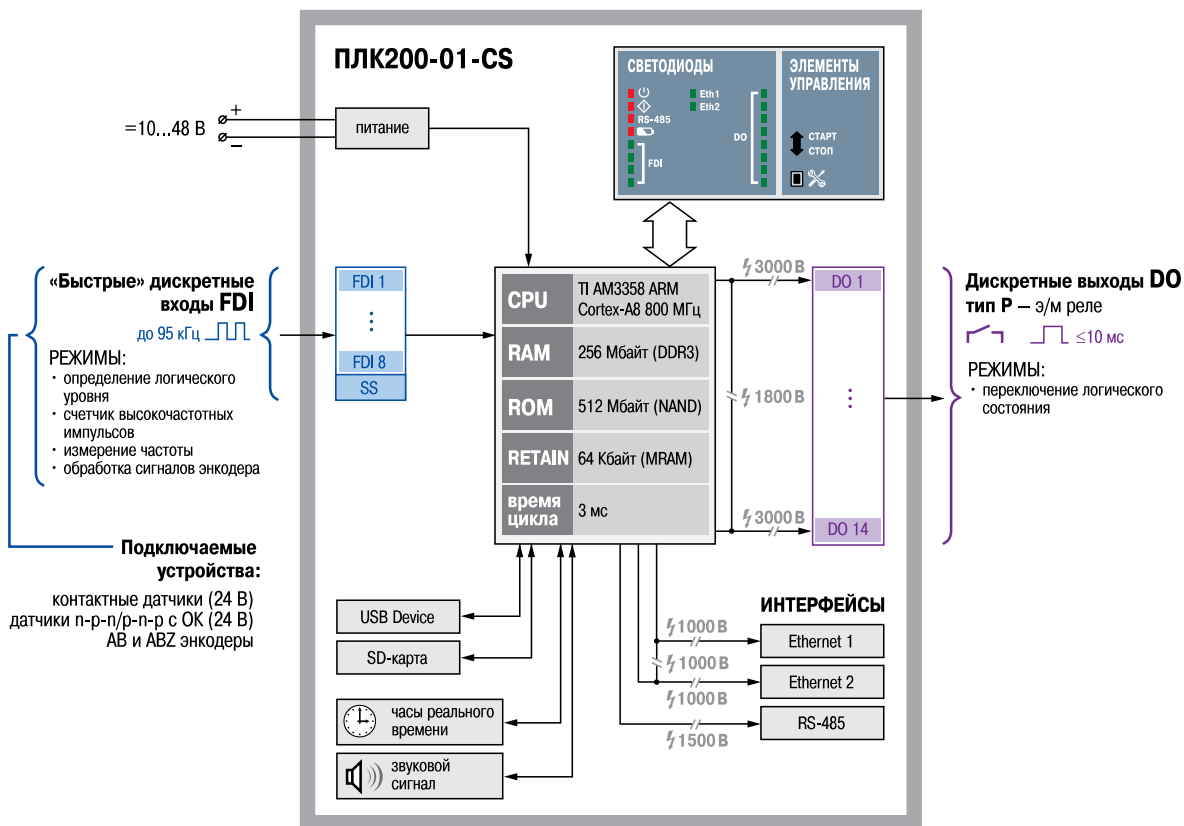 ПЛК200-01-CS
СВЕТОДИОДЫ
Eth1
Eth2
RS-485
FDI
DO
ЭЛЕМЕНТЫ
УПРАВЛЕНИЯ
СТАРТ
СТОП
=10...48 В
+
–
питание
«Быстрые» дискретные
входы FDI
до 95 кГц
РЕЖИМЫ:
· определение логического
уровня
· счетчик высокочастотных
импульсов
· измерение частоты
· обработка сигналов энкодера
Подключаемые
устройства:
контактные датчики (24 В)
датчики n-p-n/p-n-p с ОК (24 В)
AB и ABZ энкодеры
FDI 1
⋮
FDI 8
SS
CPU
TI AM3358 ARM
Cortex-A8 800 МГц
RAM
256 Мбайт (DDR3)
ROM
512 Мбайт (NAND)
RETAIN
64 Кбайт (MRAM)
время
цикла
3 мс
3000 В
1800 В
3000 В
DO 1
⋮
DO 14
Дискретные выходы DO
тип Р – э/м реле
≤10 мс
РЕЖИМЫ:
· переключение логического
состояния
USB Device
SD-карта
часы реального
времени
звуковой
сигнал
ИНТЕРФЕЙСЫ
1000 В
Ethernet 1
1000 В
Ethernet 2
1000 В
RS-485
1500 В